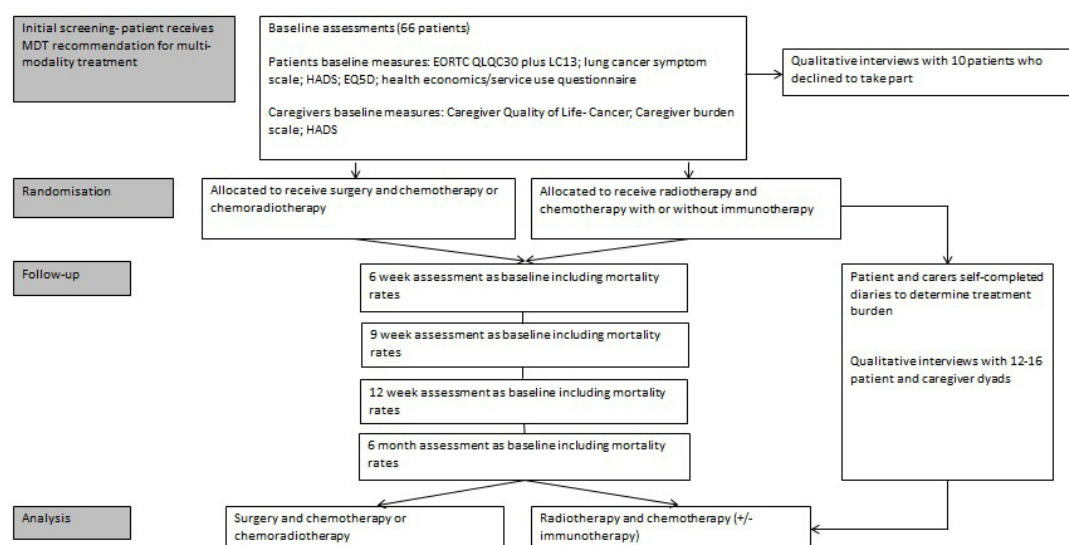 Initial screening- patient receives
MDT recommendation for multi-
modality treatment
Baseline assessments (66 patients)
Patients baseline measures: EORTC QLQC30 plus LC13; lung cancer symptom
scale; HADS; EQ5D; health economics/service use questionnaire
Caregivers baseline measures: Caregiver Quality of Life- Cancer; Caregiver burden
scale; HADS
Qualitative interviews with 10 patients who
declined to take part
Randomisation
Allocated to receive surgery and chemotherapy or
chemoradiotherapy
Allocated to receive radiotherapy and
chemotherapy with or without immunotherapy
Follow-up
6 week assessment as baseline including mortality
rates
9 week assessment as baseline including mortality
rates
12 week assessment as baseline including mortality
rates
6 month assessment as baseline including mortality
rates
Patient and carers self-completed
diaries to determine treatment
burden
Qualitative interviews with 12-16
patient and caregiver dyads
Analysis
Surgery and chemotherapy or
chemoradiotherapy
Radiotherapy and chemotherapy (+/-
immunotherapy)